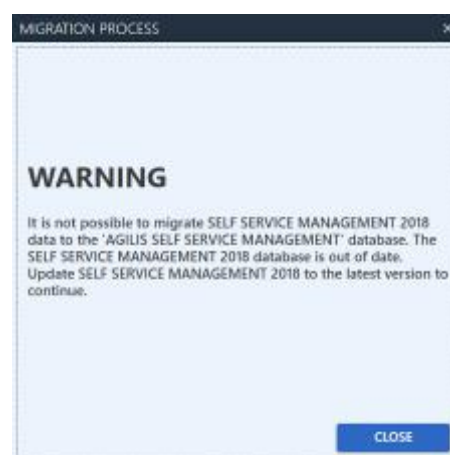 MIGRATION PROCESS
WARNING
It is not possible to migrate SELF SERVICE MANAGEMENT 2018
data to the 'AGILIS SELF SERVICE MANAGEMENT' database. The
SELF SERVICE MANAGEMENT 2018 database is out of date.
Update SELF SERVICE MANAGEMENT 2018 to the latest version to
continue.
CLOSE